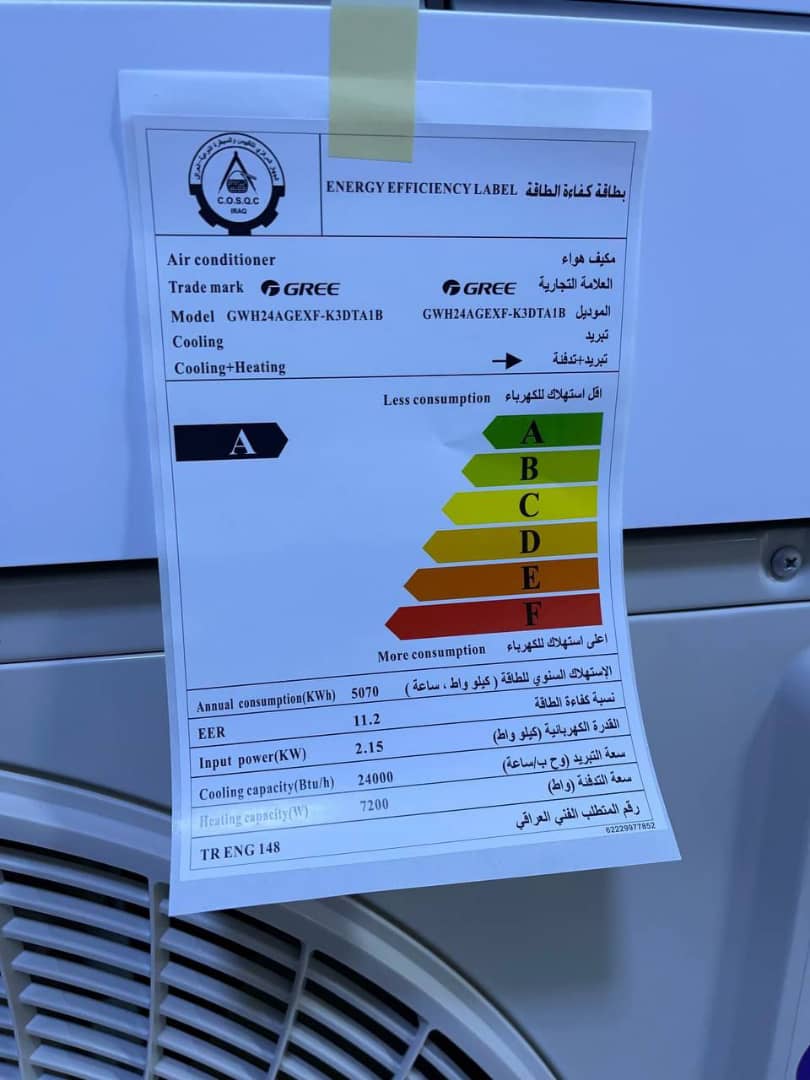 C.O.S.Q.C
IRAQ
ENERGY EFFICIENCY LABEL بطاقة كفاءة الطاقة
Air conditioner مكيف هواء
Trade mark GREE GREE العلامة التجارية
Model GWH24AGEXF-K3DTA1B GWH24AGEXF-K3DTA1B الموديل
Cooling تبريد
Cooling+Heating تبريد+تدفئة
Less consumption اقل استهلاك للكهرباء
A A
B
C
D
E
F
More consumption اعلى استهلاك للكهرباء
Annual consumption(KWh) 5070 الإستهلاك السنوي للطاقة ( كيلو واط ، ساعة )
EER 11.2 نسبة كفاءة الطاقة
Input power(KW) 2.15 القدرة الكهربائية (كيلو واط)
Cooling capacity(Btu/h) 24000 سعة التبريد (وح ب/ساعة)
Heating capacity(W) 7200 سعة التدفئة (واط)
TR ENG 148 رقم المتطلب الفني العراقي
62229977852